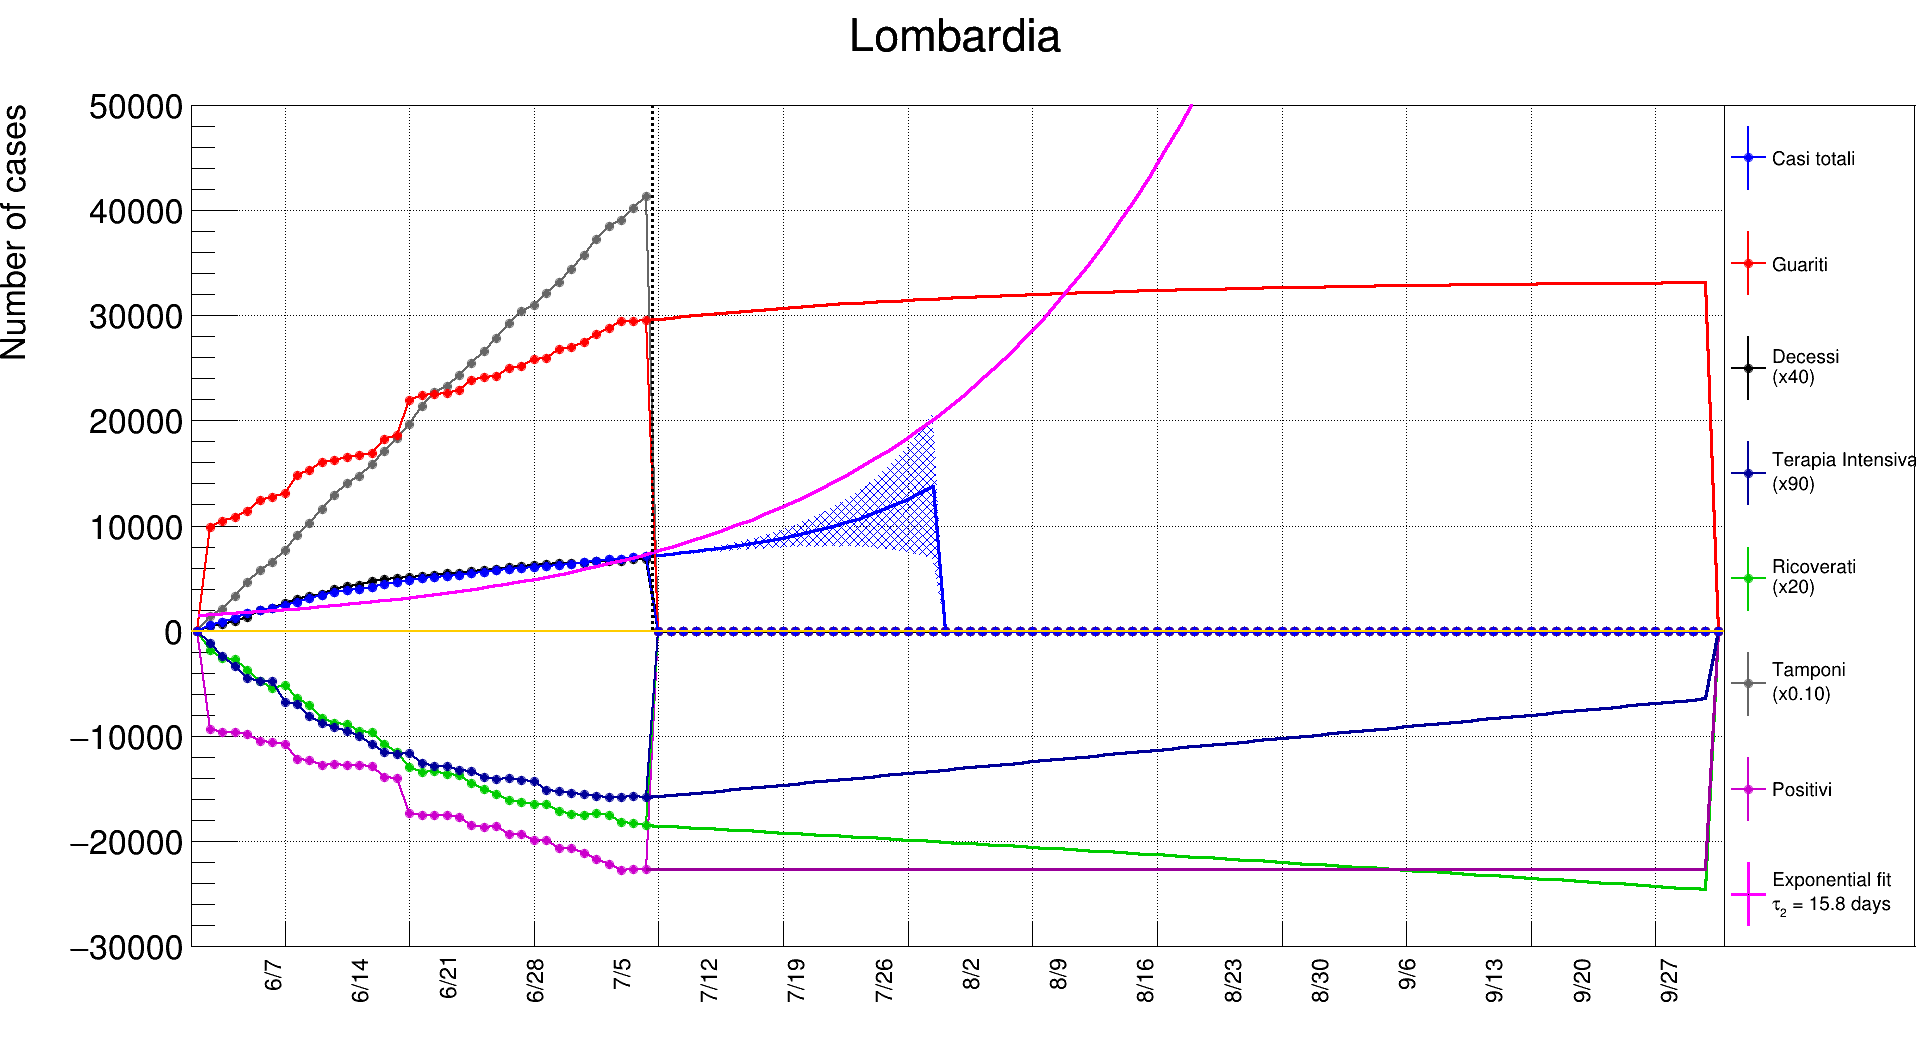 Lombardia
Number of cases
50000
40000
30000
20000
10000
0
−10000
−20000
−30000
6/7
6/14
6/21
6/28
7/5
7/12
7/19
7/26
8/2
8/9
8/16
8/23
8/30
9/6
9/13
9/20
9/27
Casi totali
Guariti
Decessi
(x40)
Terapia Intensiva
(x90)
Ricoverati
(x20)
Tamponi
(x0.10)
Positivi
Exponential fit
τ₂ = 15.8 days